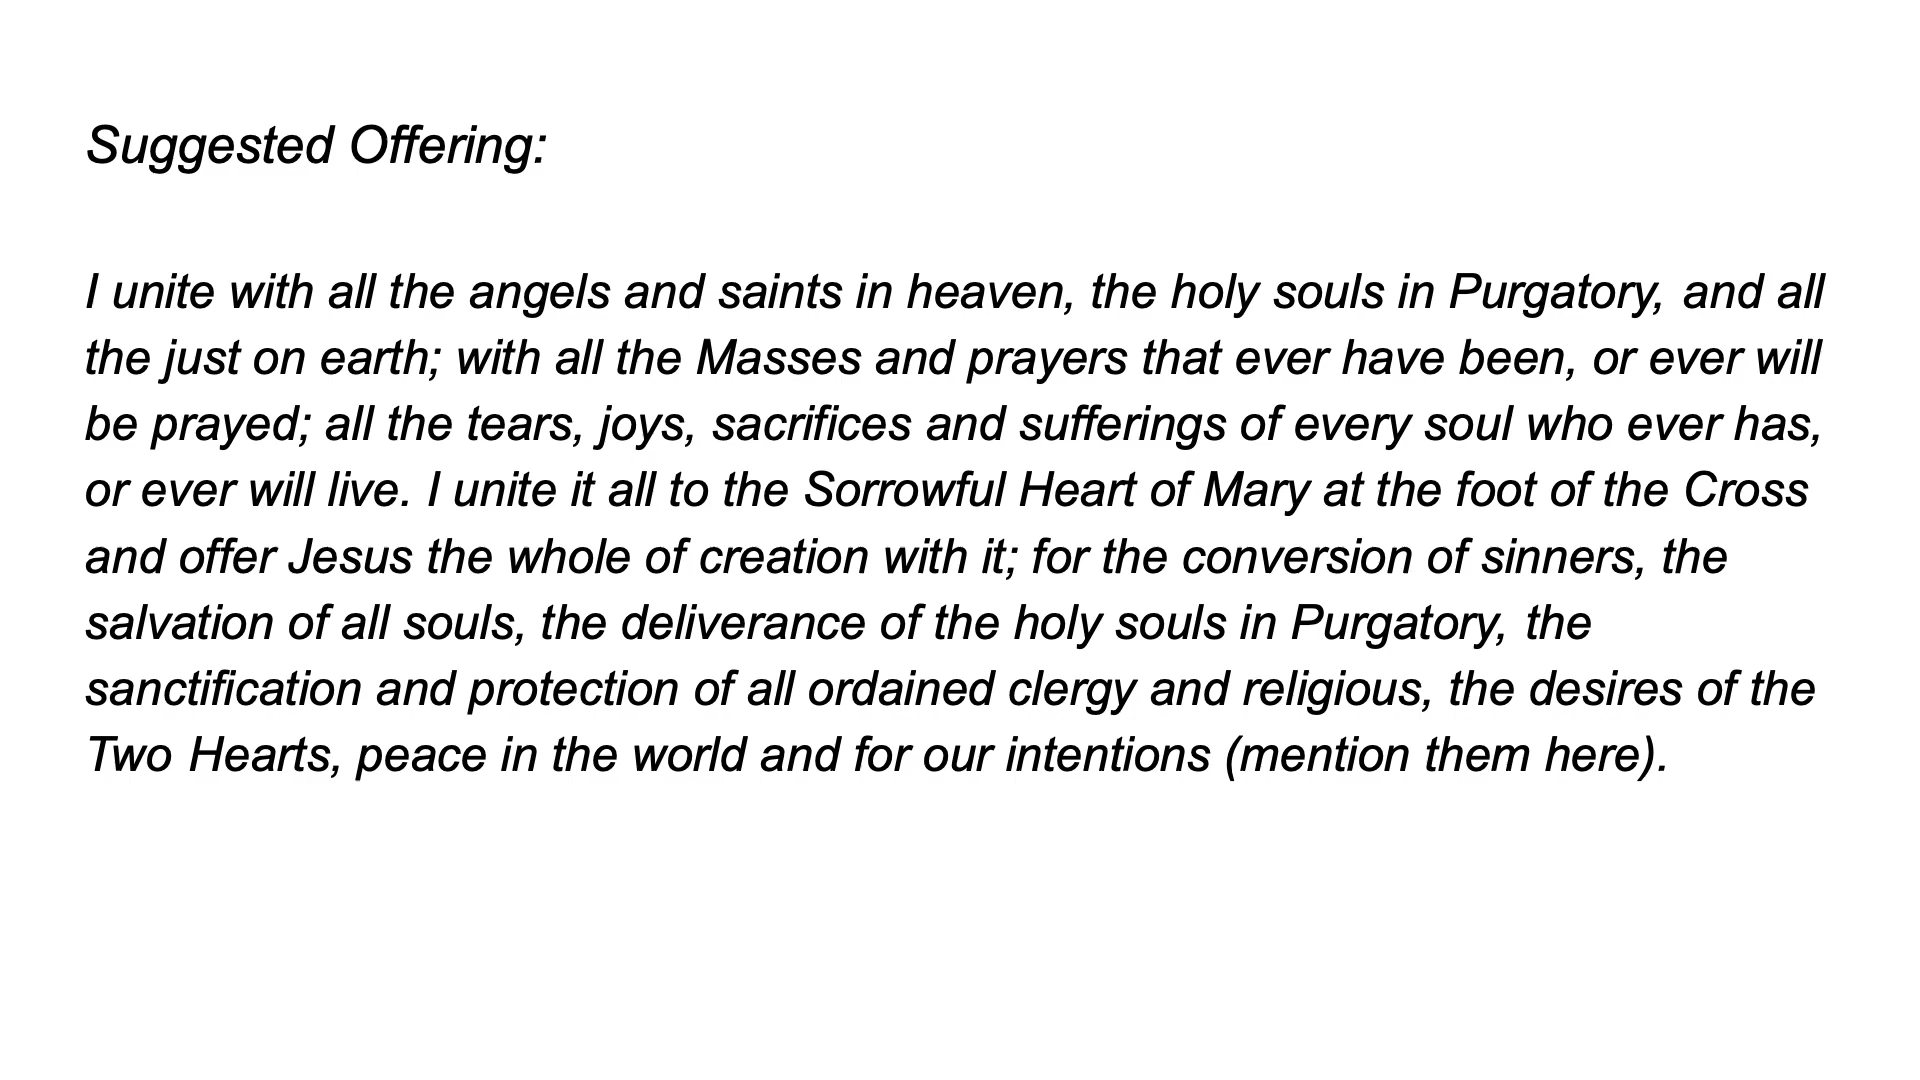 Suggested Offering:
I unite with all the angels and saints in heaven, the holy souls in Purgatory, and all
the just on earth; with all the Masses and prayers that ever have been, or ever will
be prayed; all the tears, joys, sacrifices and sufferings of every soul who ever has,
or ever will live. I unite it all to the Sorrowful Heart of Mary at the foot of the Cross
and offer Jesus the whole of creation with it; for the conversion of sinners, the
salvation of all souls, the deliverance of the holy souls in Purgatory, the
sanctification and protection of all ordained clergy and religious, the desires of the
Two Hearts, peace in the world and for our intentions (mention them here).